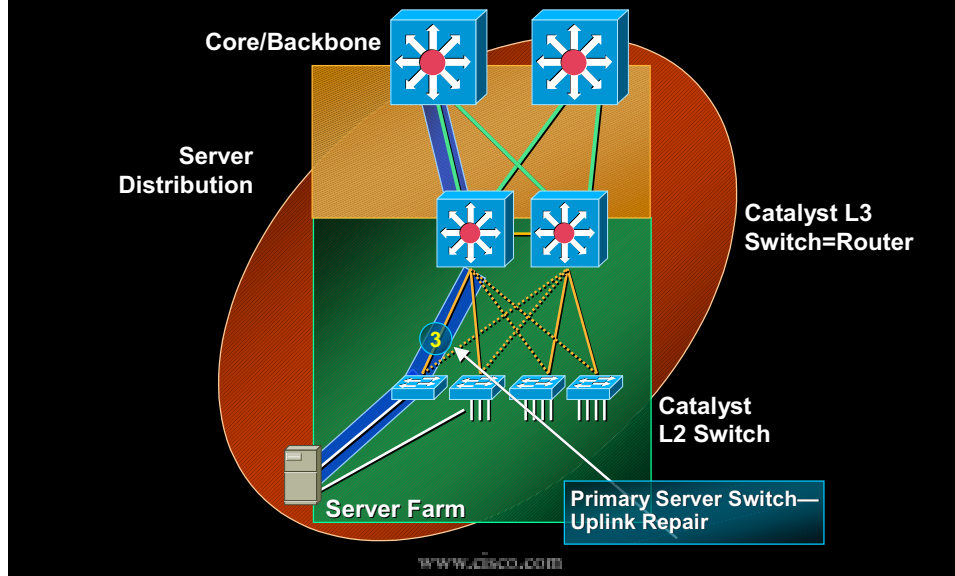 Core/Backbone
Server
Distribution
Catalyst L3
Switch=Router
3
Catalyst
L2 Switch
Primary Server Switch—
Uplink Repair
Server Farm
www.cisco.com